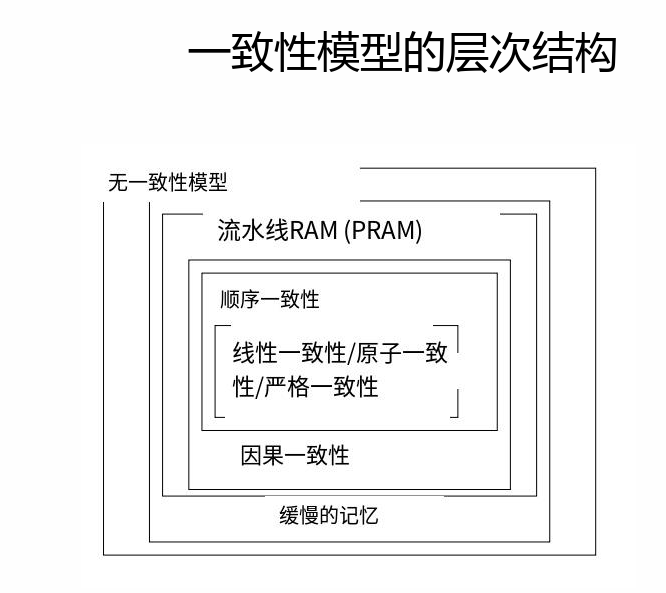 一致性模型的层次结构
无一致性模型
流水线RAM (PRAM)
顺序一致性
线性一致性/原子一致
性/严格一致性
因果一致性
缓慢的记忆